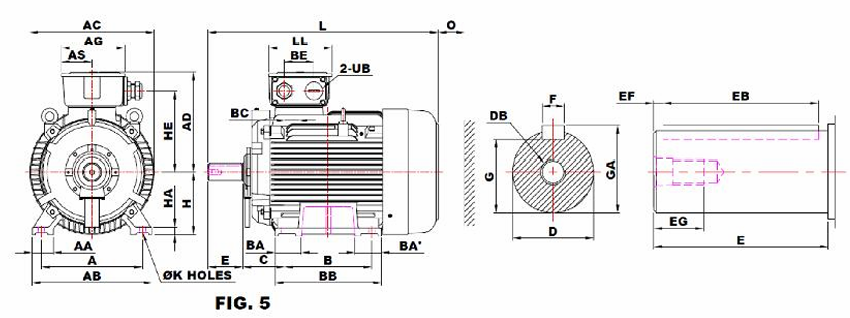 AC
AG
AS
HE
AD
HA
H
AA
A
AB
ØK HOLES
L
O
LL
BE
2-UB
BC
BA
BA'
E
C
B
BB
F
DB
G
GA
D
EF
EB
EG
E
FIG. 5